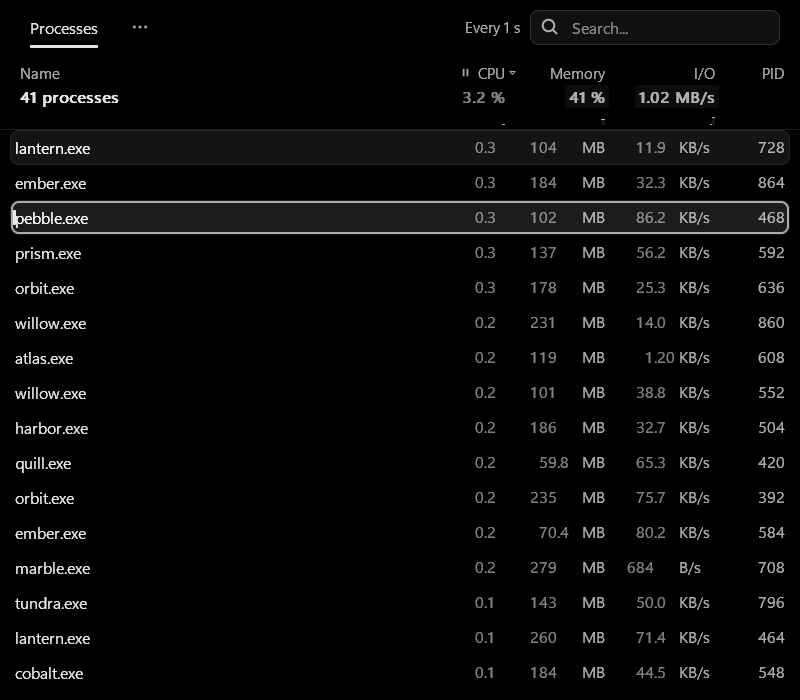 Processes ··· Every 1 s Search...
Name CPU Memory I/O PID
41 processes 3.2 % 41 % 1.02 MB/s
lantern.exe 0.3 104 MB 11.9 KB/s 728
ember.exe 0.3 184 MB 32.3 KB/s 864
pebble.exe 0.3 102 MB 86.2 KB/s 468
prism.exe 0.3 137 MB 56.2 KB/s 592
orbit.exe 0.3 178 MB 25.3 KB/s 636
willow.exe 0.2 231 MB 14.0 KB/s 860
atlas.exe 0.2 119 MB 1.20 KB/s 608
willow.exe 0.2 101 MB 38.8 KB/s 552
harbor.exe 0.2 186 MB 32.7 KB/s 504
quill.exe 0.2 59.8 MB 65.3 KB/s 420
orbit.exe 0.2 235 MB 75.7 KB/s 392
ember.exe 0.2 70.4 MB 80.2 KB/s 584
marble.exe 0.2 279 MB 684 B/s 708
tundra.exe 0.1 143 MB 50.0 KB/s 796
lantern.exe 0.1 260 MB 71.4 KB/s 464
cobalt.exe 0.1 184 MB 44.5 KB/s 548